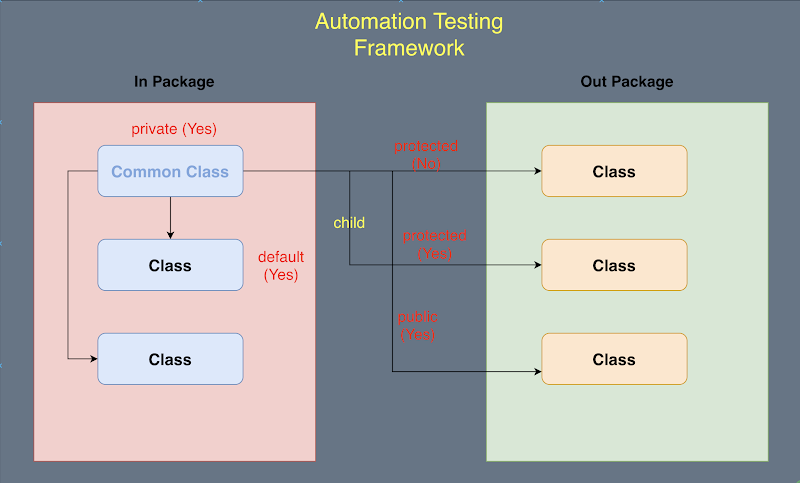 Automation Testing
Framework
In Package
Out Package
private (Yes)
Common Class
protected
(No)
Class
child
default
(Yes)
Class
protected
(Yes)
Class
Class
public
(Yes)
Class